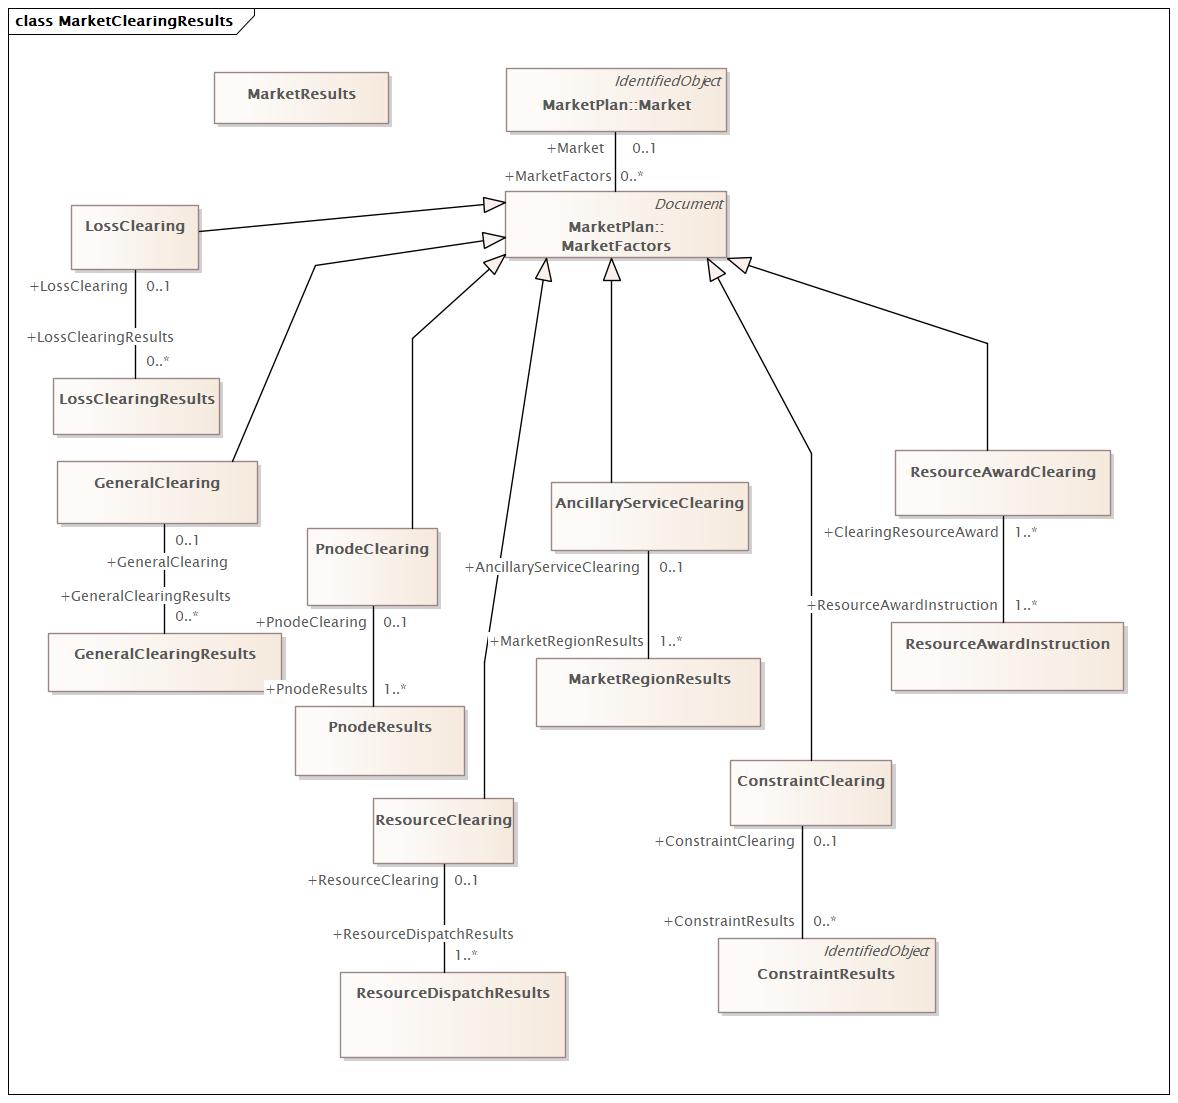 class MarketClearingResults
MarketResults
IdentifiedObject
MarketPlan::Market
+Market 0..1
+MarketFactors 0..*
Document
MarketPlan::
MarketFactors
LossClearing
+LossClearing 0..1
+LossClearingResults
0..*
LossClearingResults
GeneralClearing
0..1
+GeneralClearing
+GeneralClearingResults
0..*
GeneralClearingResults
PnodeClearing
+PnodeClearing 0..1
+PnodeResults 1..*
PnodeResults
AncillaryServiceClearing
+AncillaryServiceClearing 0..1
+MarketRegionResults 1..*
MarketRegionResults
ResourceAwardClearing
+ClearingResourceAward 1..*
+ResourceAwardInstruction 1..*
ResourceAwardInstruction
ResourceClearing
+ResourceClearing 0..1
+ResourceDispatchResults
1..*
ResourceDispatchResults
ConstraintClearing
+ConstraintClearing 0..1
+ConstraintResults 0..*
IdentifiedObject
ConstraintResults